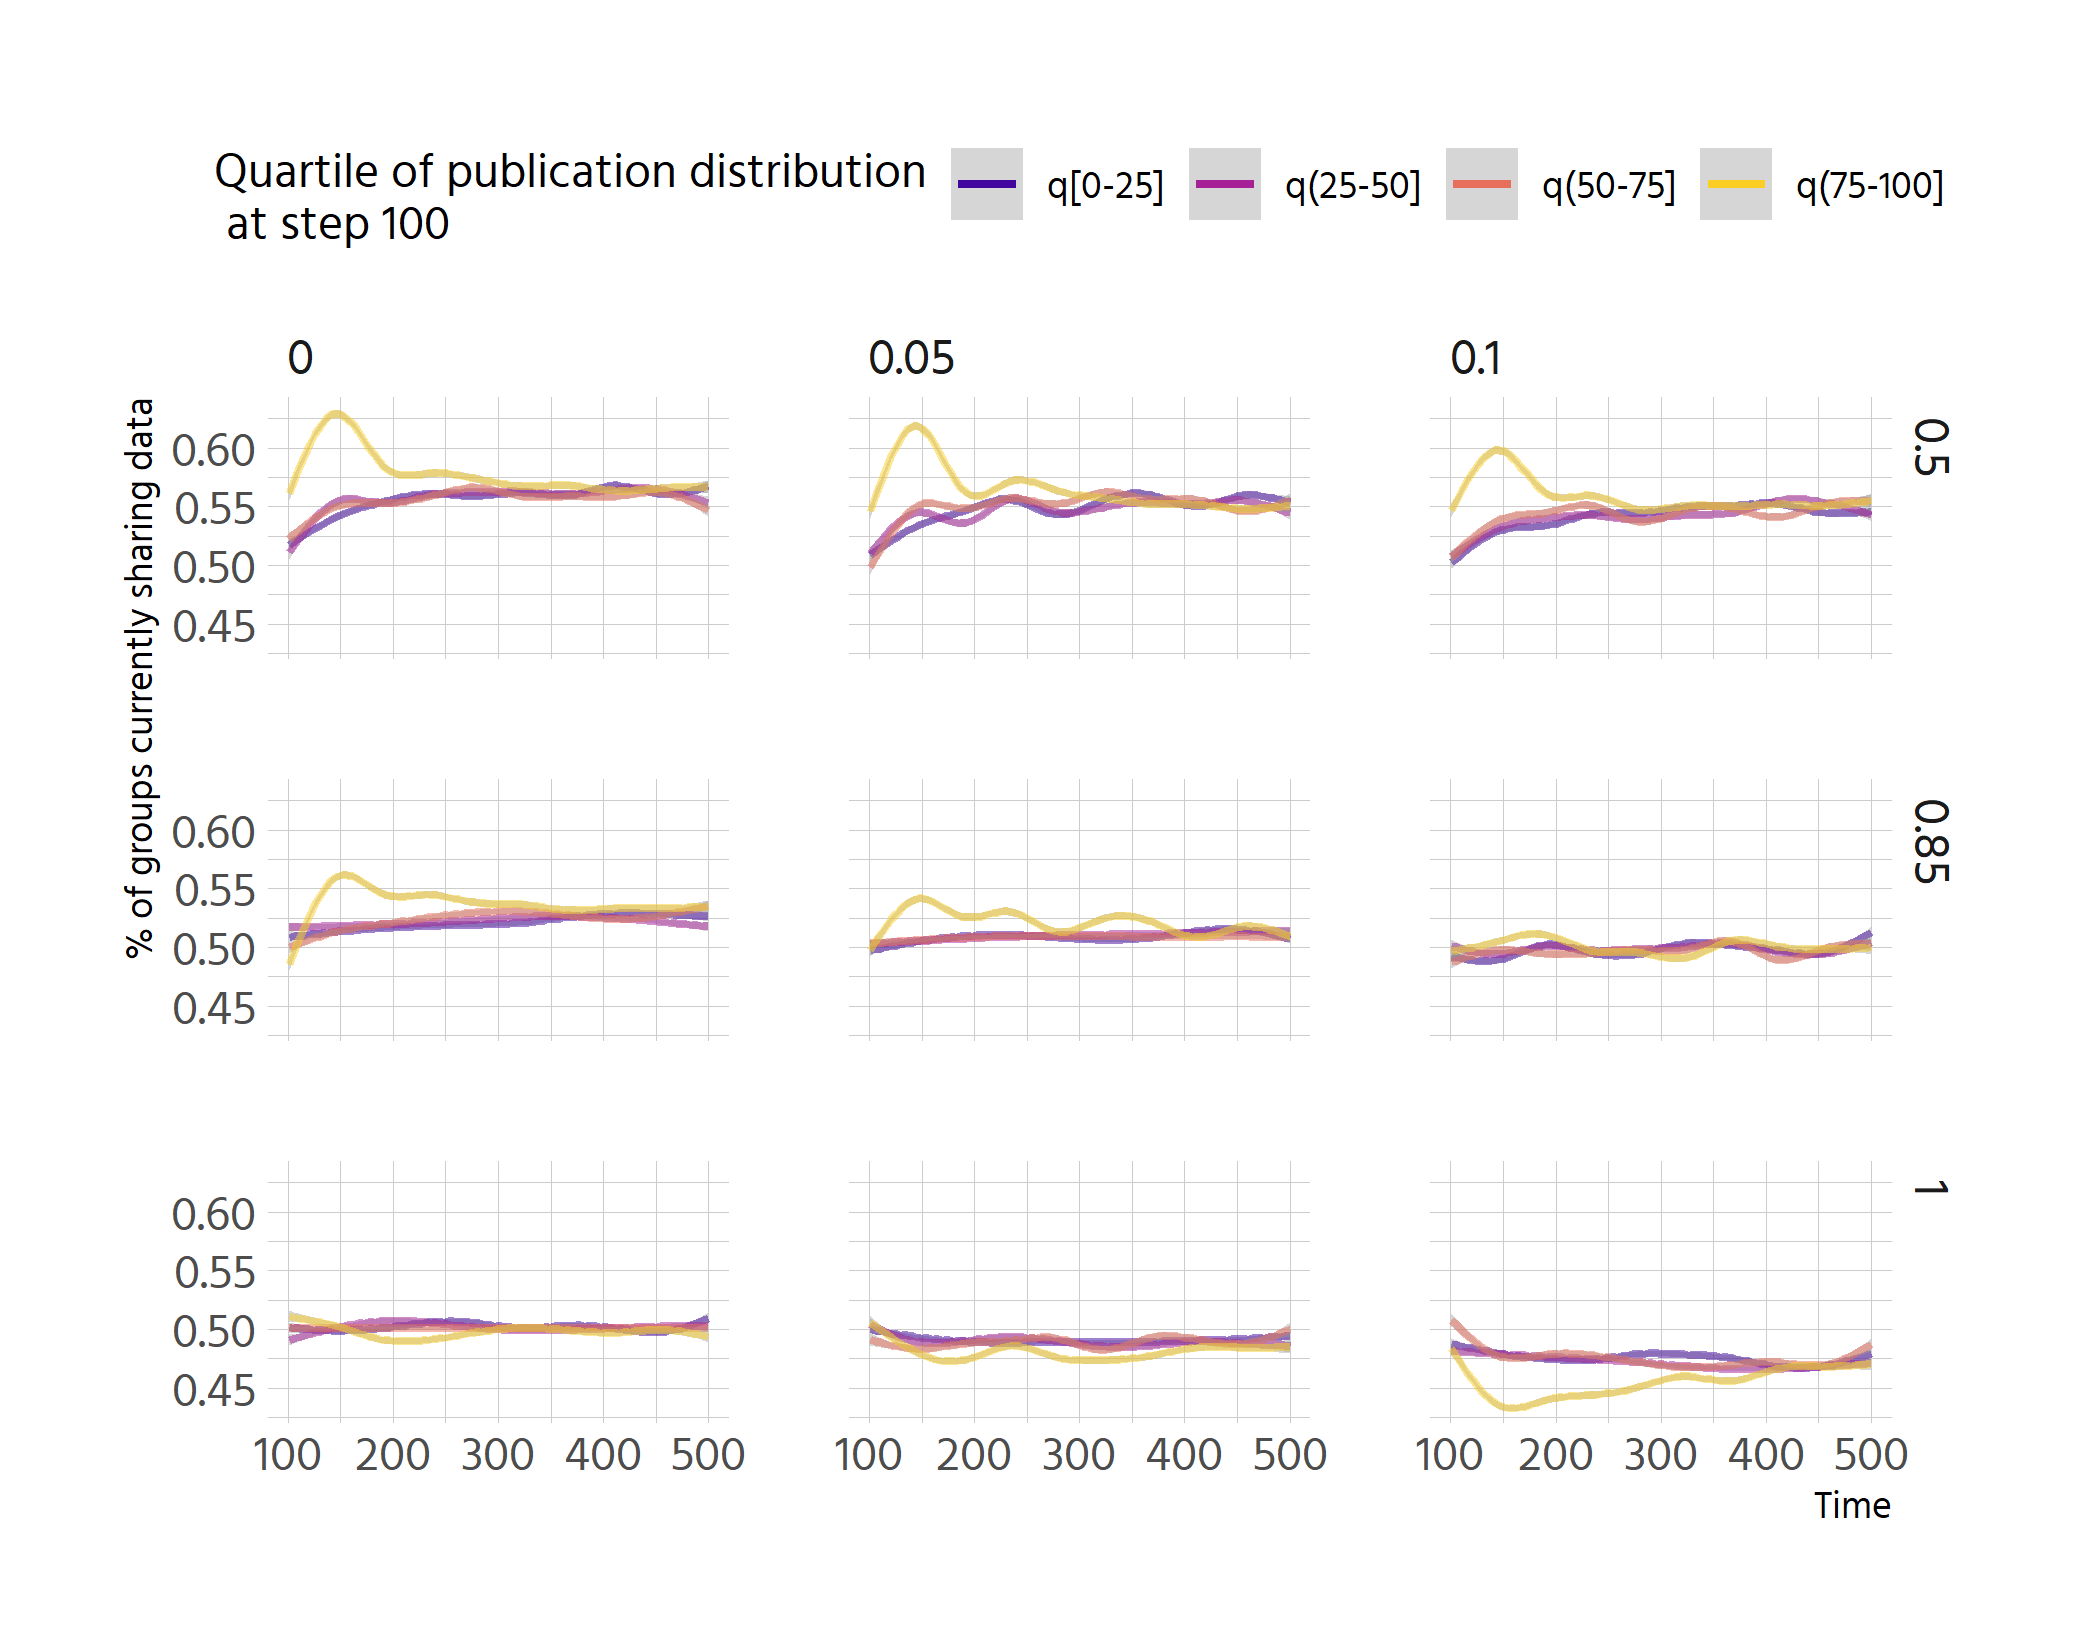 Quartile of publication distribution
at step 100
q[0-25]
q(25-50]
q(50-75]
q(75-100]
0
0.05
0.1
% of groups currently sharing data
0.60
0.55
0.50
0.45
0.5
0.60
0.55
0.50
0.45
0.85
0.60
0.55
0.50
0.45
1
100 200 300 400 500
100 200 300 400 500
100 200 300 400 500
Time